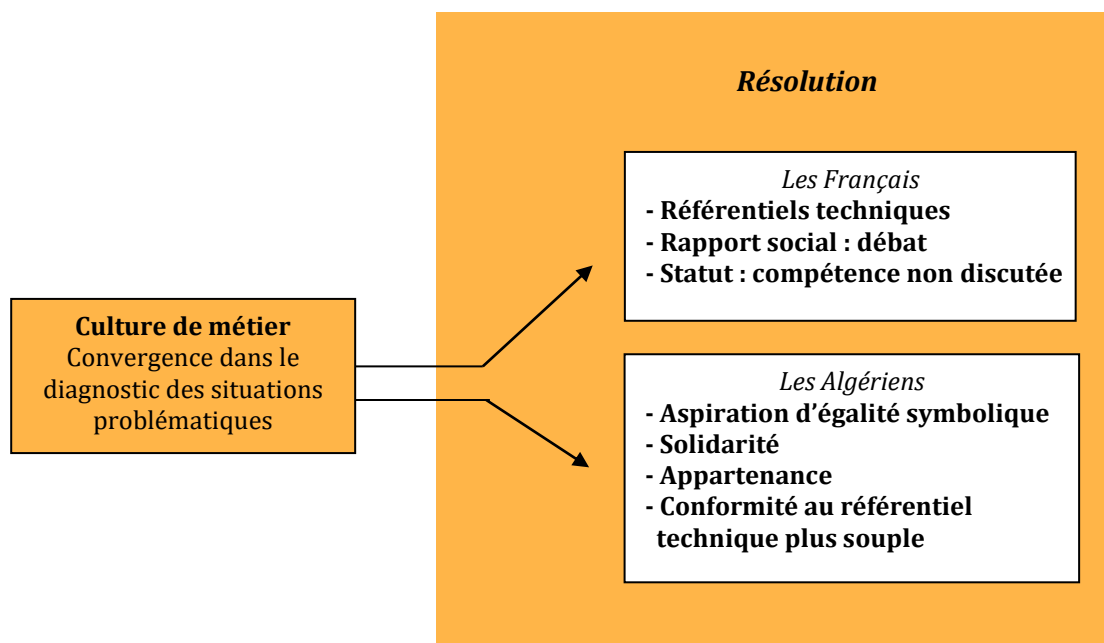 Résolution
Les Français
- Référentiels techniques
- Rapport social : débat
- Statut : compétence non discutée
Culture de métier
Convergence dans le
diagnostic des situations
problématiques
Les Algériens
- Aspiration d’égalité symbolique
- Solidarité
- Appartenance
- Conformité au référentiel
technique plus souple